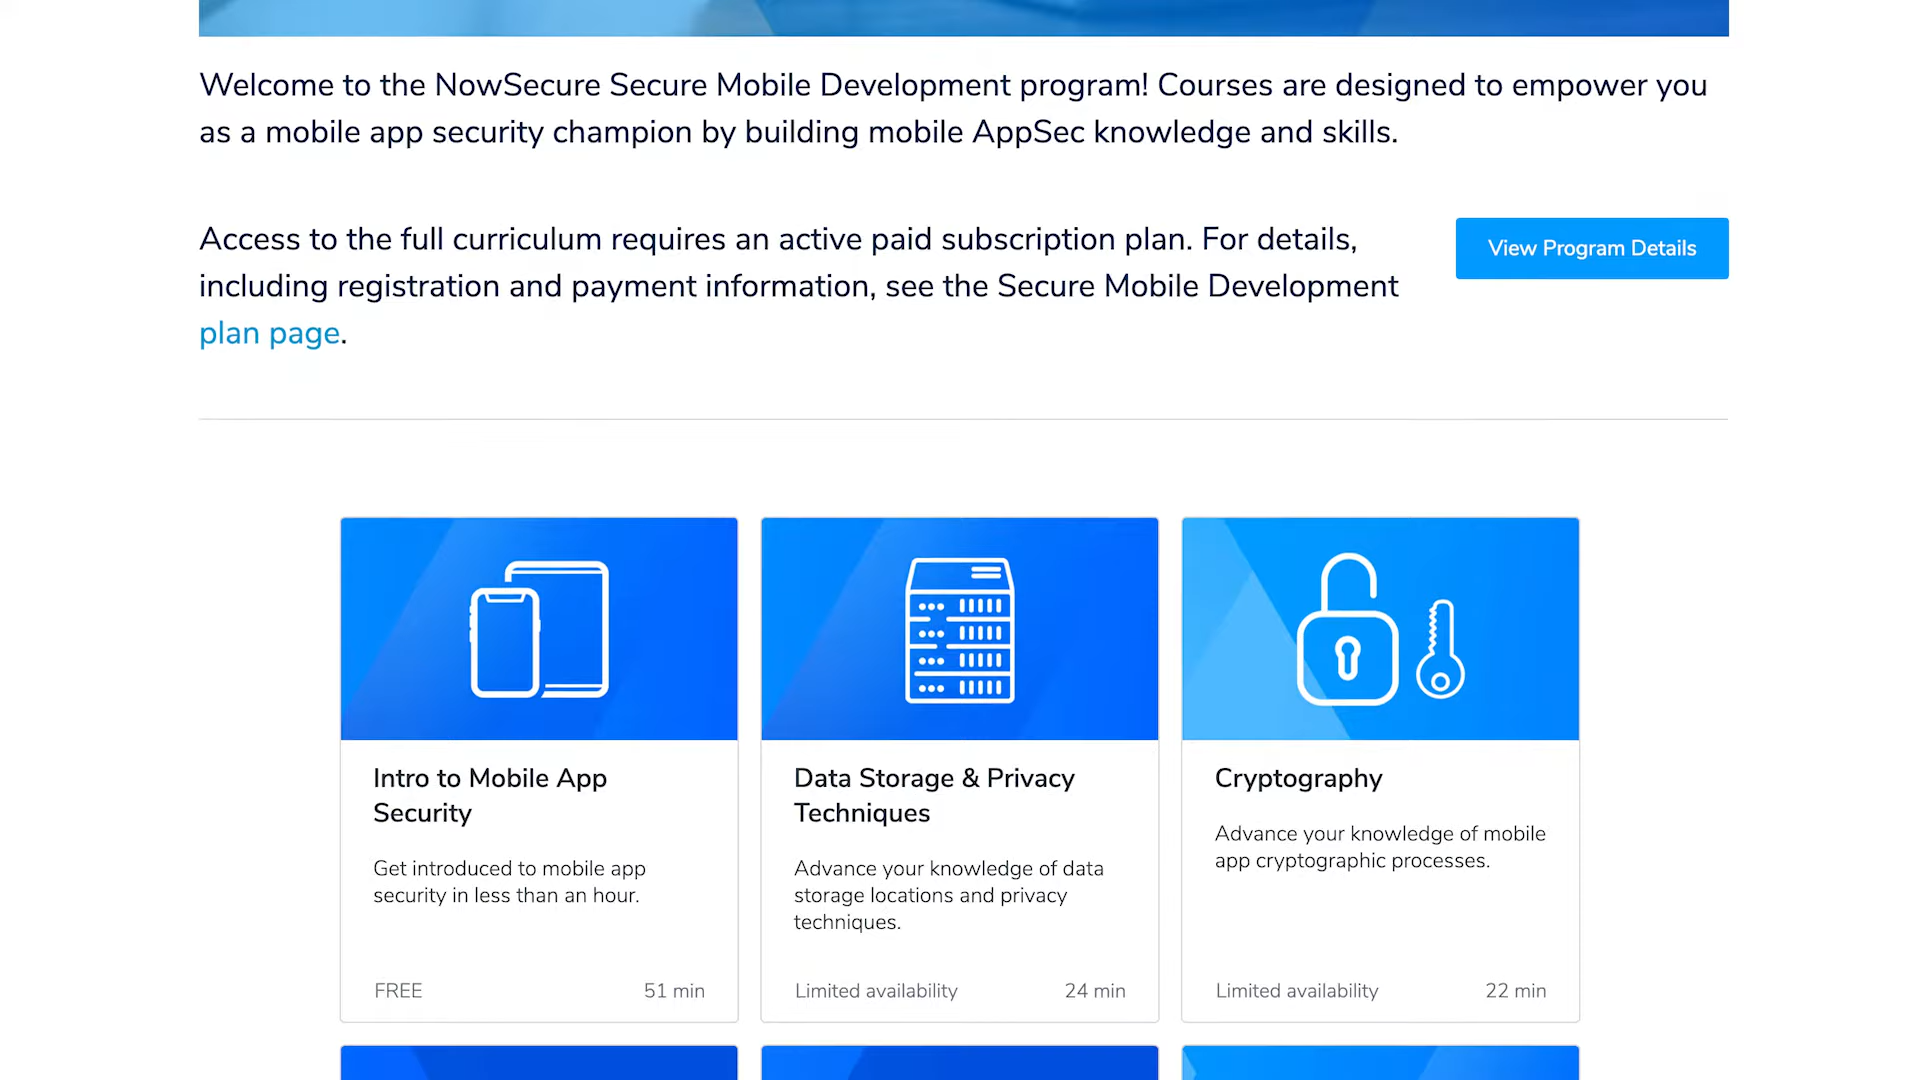 Welcome to the NowSecure Secure Mobile Development program! Courses are designed to empower you
as a mobile app security champion by building mobile AppSec knowledge and skills.
Access to the full curriculum requires an active paid subscription plan. For details,
including registration and payment information, see the Secure Mobile Development
plan page.
View Program Details
Intro to Mobile App
Security
Get introduced to mobile app
security in less than an hour.
FREE
51 min
Data Storage & Privacy
Techniques
Advance your knowledge of data
storage locations and privacy
techniques.
Limited availability
24 min
Cryptography
Advance your knowledge of mobile
app cryptographic processes.
Limited availability
22 min